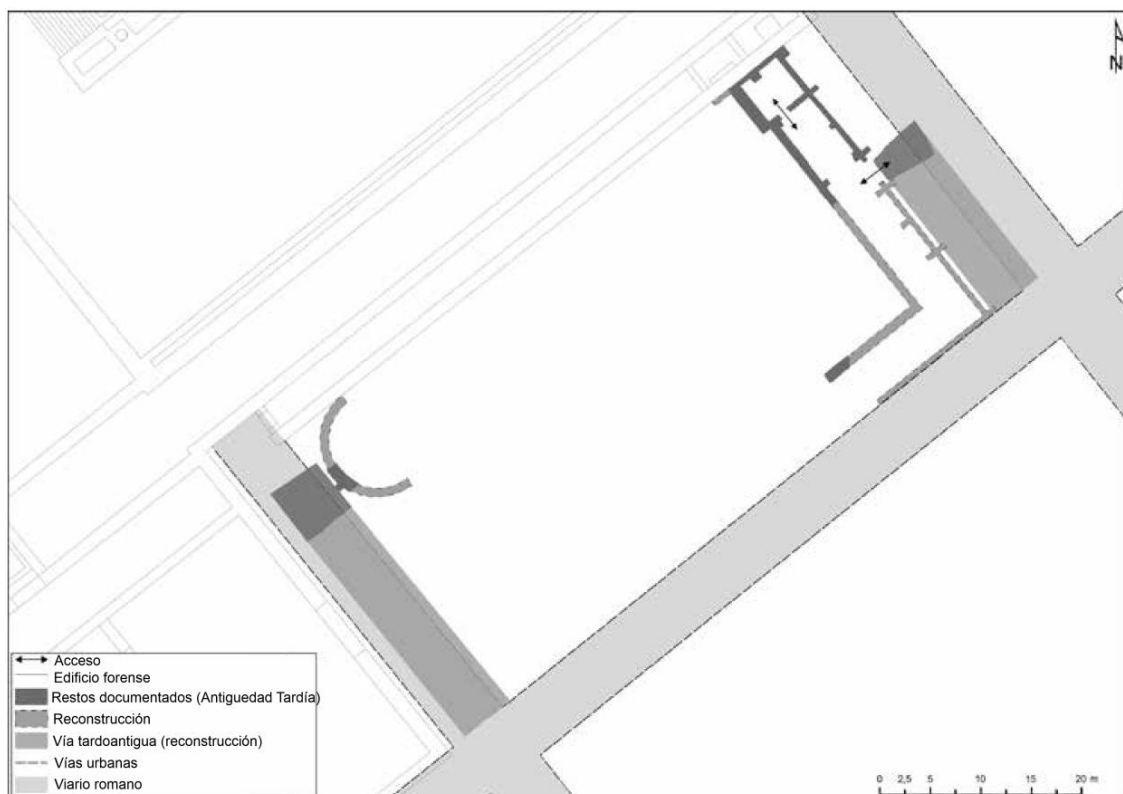 N
Acceso
Edificio forense
Restos documentados (Antiguedad Tardía)
Reconstrucción
Vía tardoantigua (reconstrucción)
Vías urbanas
Viario romano
0 2,5 5 10 15 20 m